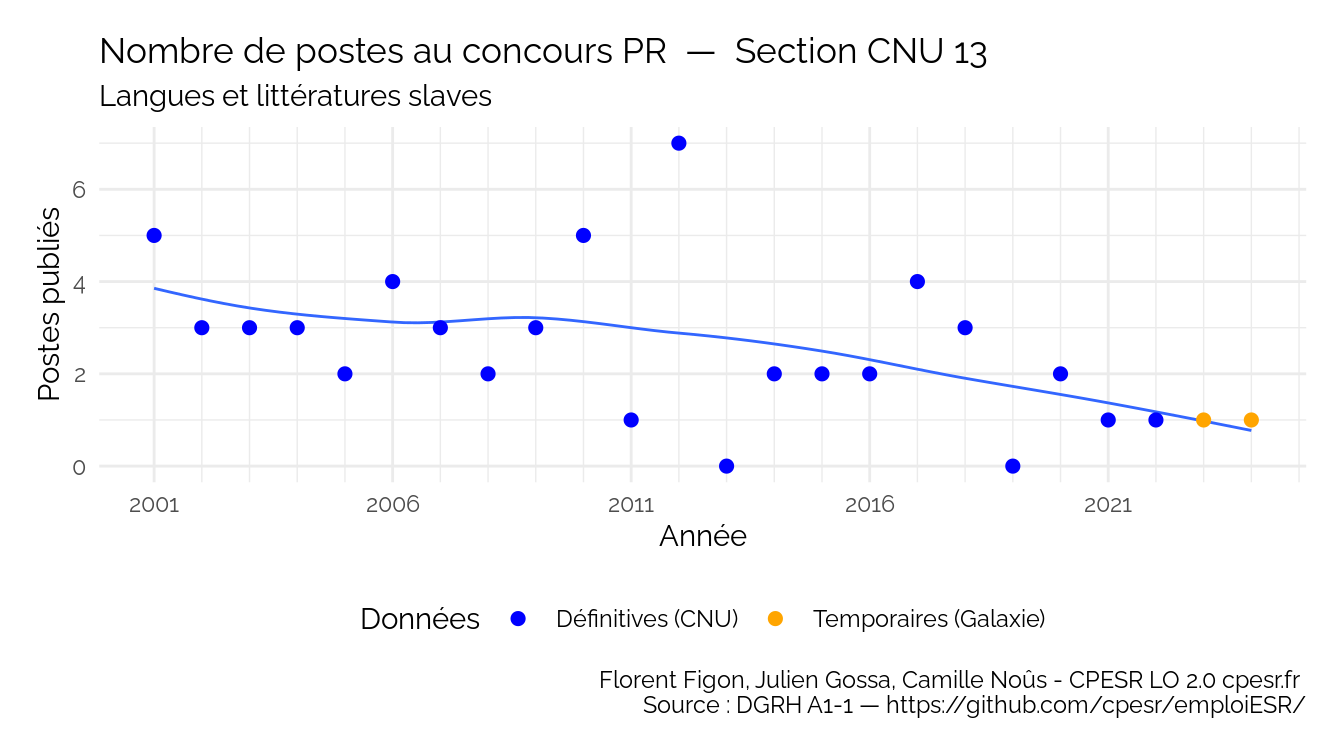 Nombre de postes au concours PR — Section CNU 13
Langues et littératures slaves
Postes publiés
6
4
2
0
2001 2006 2011 2016 2021
Année
Données Définitives (CNU) Temporaires (Galaxie)
Florent Figon, Julien Gossa, Camille Noûs - CPESR LO 2.0 cpesr.fr
Source : DGRH A1-1 — https://github.com/cpesr/emploiESR/